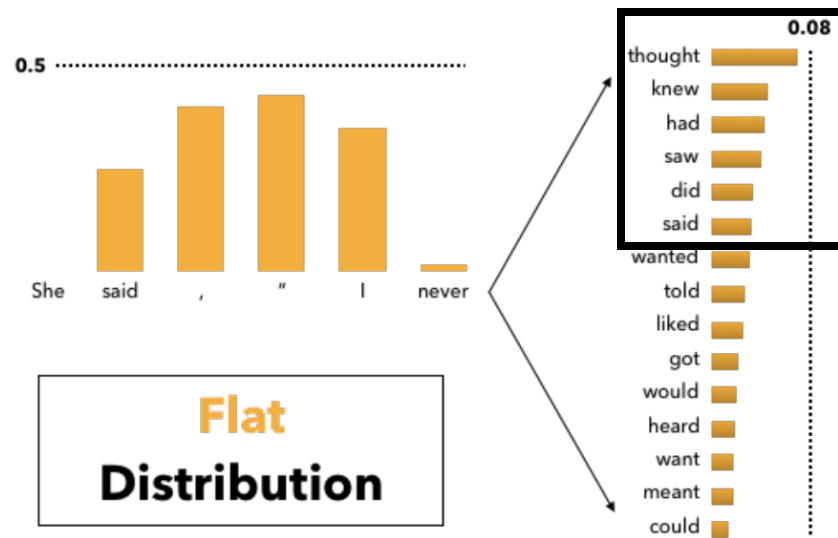 0.5
She said , " I never
Flat
Distribution
0.08
thought
knew
had
saw
did
said
wanted
told
liked
got
would
heard
want
meant
could